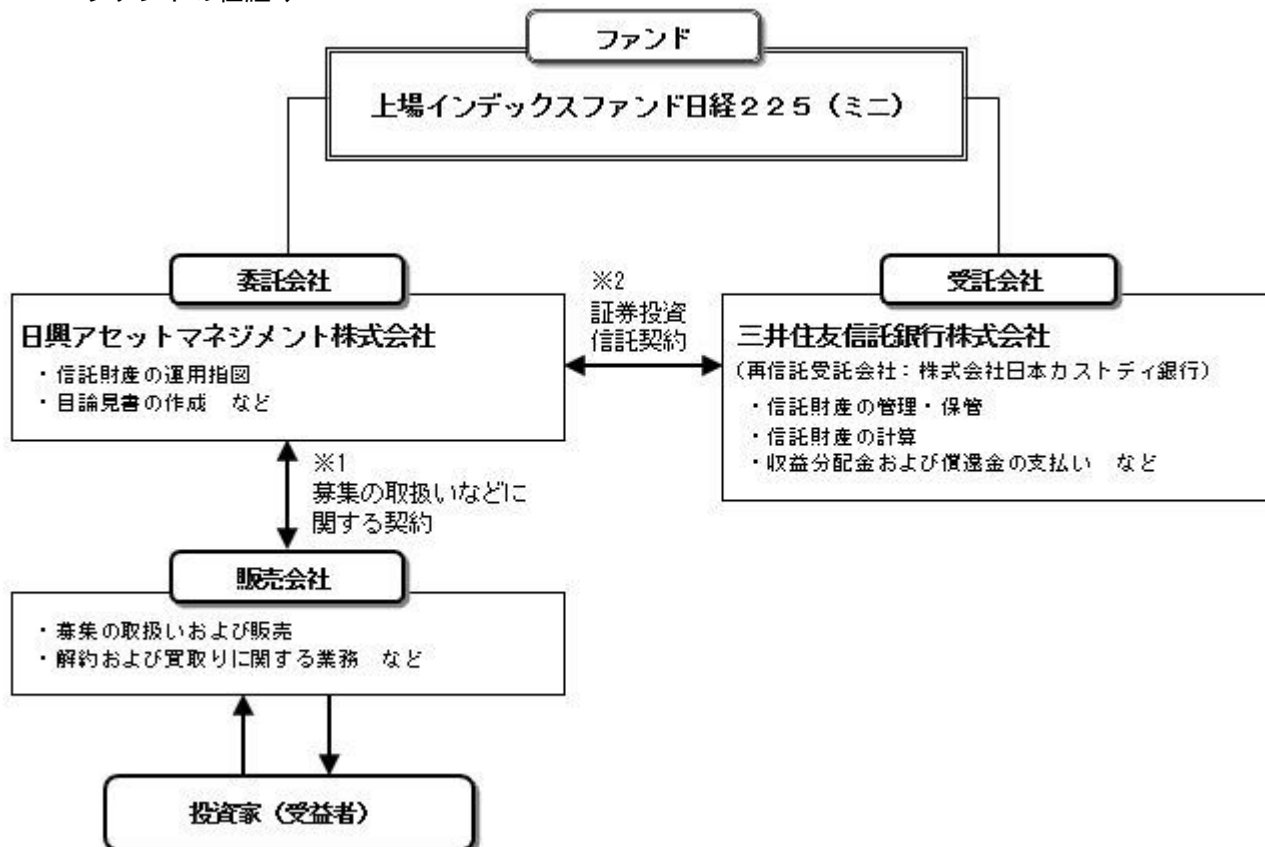 ファンド
上場インデックスファンド日経２２５（ミニ）
委託会社
日興アセットマネジメント株式会社
・信託財産の運用指図
・目論見書の作成　など
※2
証券投資
信託契約
受託会社
三井住友信託銀行株式会社
（再信託受託会社：株式会社日本カストディ銀行）
・信託財産の管理・保管
・信託財産の計算
・収益分配金および償還金の支払い　など
※1
募集の取扱いなどに
関する契約
販売会社
・募集の取扱いおよび販売
・解約および買取りに関する業務　など
投資家（受益者）